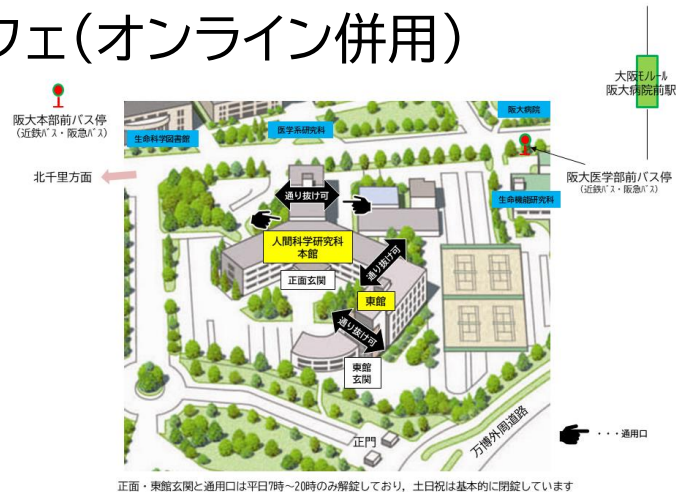 フェ(オンライン併用)
大阪ﾓﾉﾚｰﾙ
阪大病院前駅
阪大本部前バス停
(近鉄ﾊﾞｽ・阪急ﾊﾞｽ)
北千里方面
生命科学図書館
医学系研究科
阪大病院
阪大医学部前バス停
(近鉄ﾊﾞｽ・阪急ﾊﾞｽ)
生命機能研究科
通り抜け可
人間科学研究科
本館
正面玄関
通り抜け可
東館
通り抜け可
東館
玄関
正門
万博外周道路
・・・通用口
正面・東館玄関と通用口は平日7時～20時のみ解錠しており，土日祝は基本的に閉錠しています